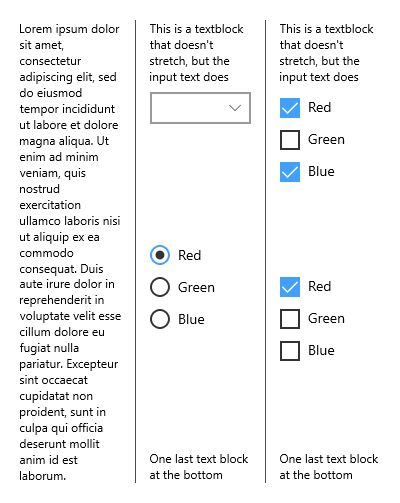 Lorem ipsum dolor
sit amet,
consectetur
adipiscing elit, sed
do eiusmod
tempor incididunt
ut labore et dolore
magna aliqua. Ut
enim ad minim
veniam, quis
nostrud
exercitation
ullamco laboris nisi
ut aliquip ex ea
commodo
consequat. Duis
aute irure dolor in
reprehenderit in
voluptate velit esse
cillum dolore eu
fugiat nulla
pariatur. Excepteur
sint occaecat
cupidatat non
proident, sunt in
culpa qui officia
deserunt mollit
anim id est
laborum.
This is a textblock
that doesn't
stretch, but the
input text does
Red
Green
Blue
One last text block
at the bottom
This is a textblock
that doesn't
stretch, but the
input text does
Red
Green
Blue
Red
Green
Blue
One last text block
at the bottom